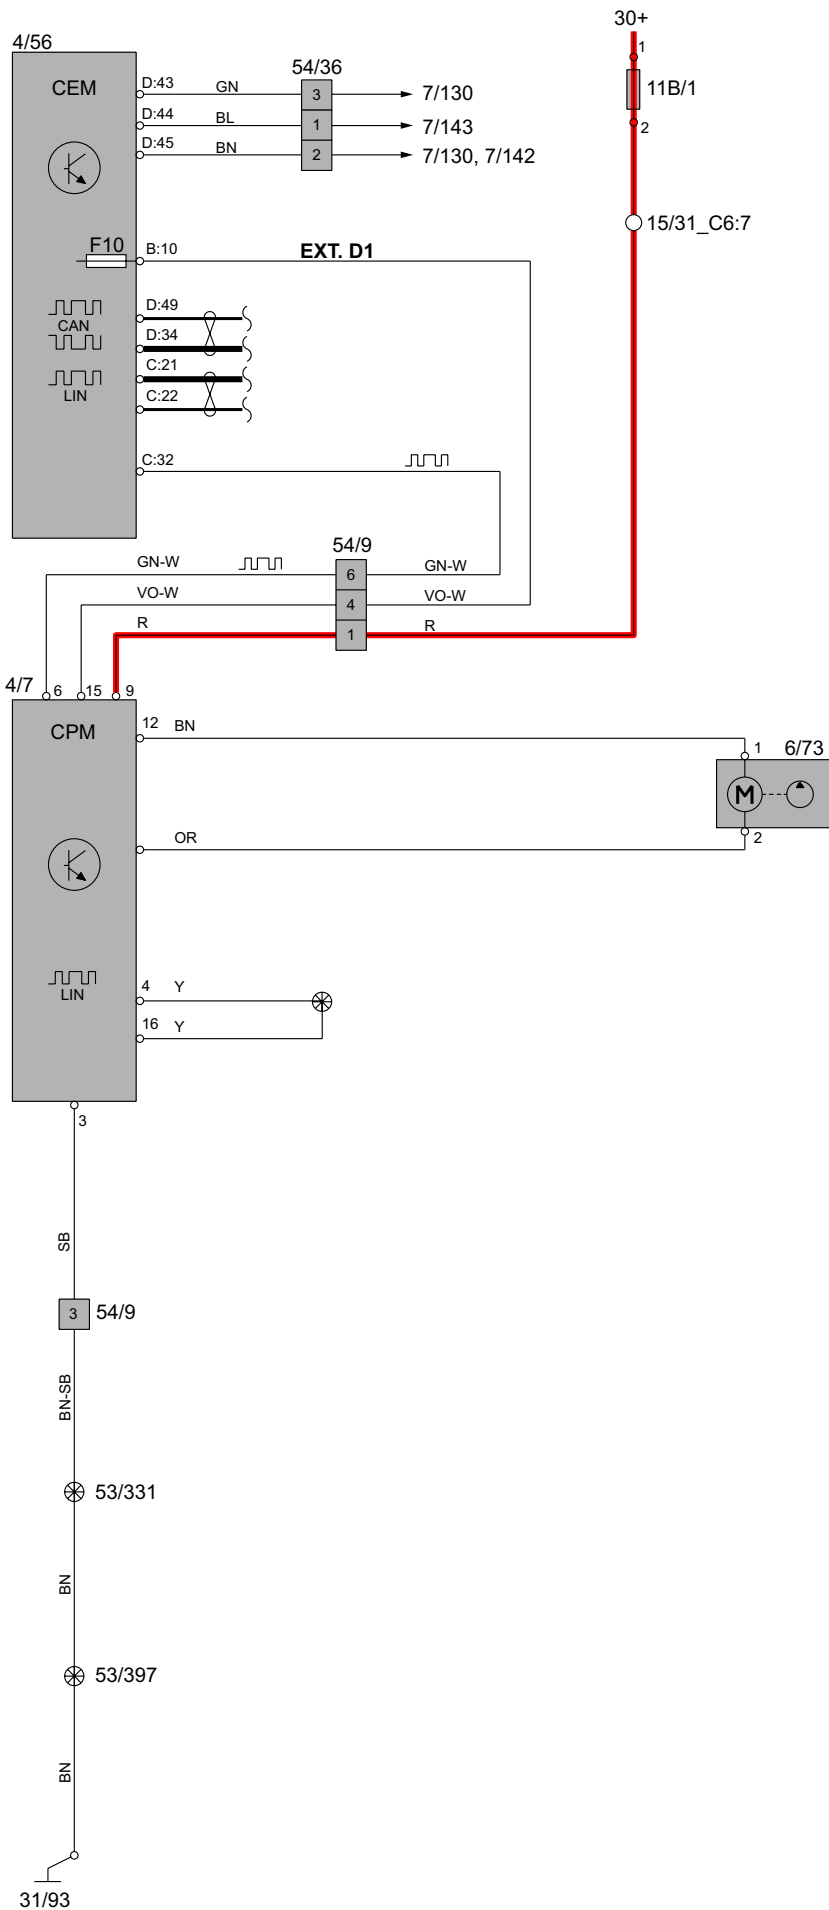 30+
4/56
1
54/36
CEM
D:43
GN
3
7/130
11B/1
D:44
BL
1
7/143
2
D:45
BN
2
7/130, 7/142
15/31_C6:7
F10
B:10
EXT. D1
D:49
CAN
D:34
C:21
LIN
C:22
C:32
54/9
GN-W
6
GN-W
VO-W
4
VO-W
R
1
R
4/7
6
15
9
CPM
12
BN
1
6/73
M
OR
2
4
Y
LIN
16
Y
3
SB
3
54/9
BN-SB
53/331
BN
53/397
BN
31/93